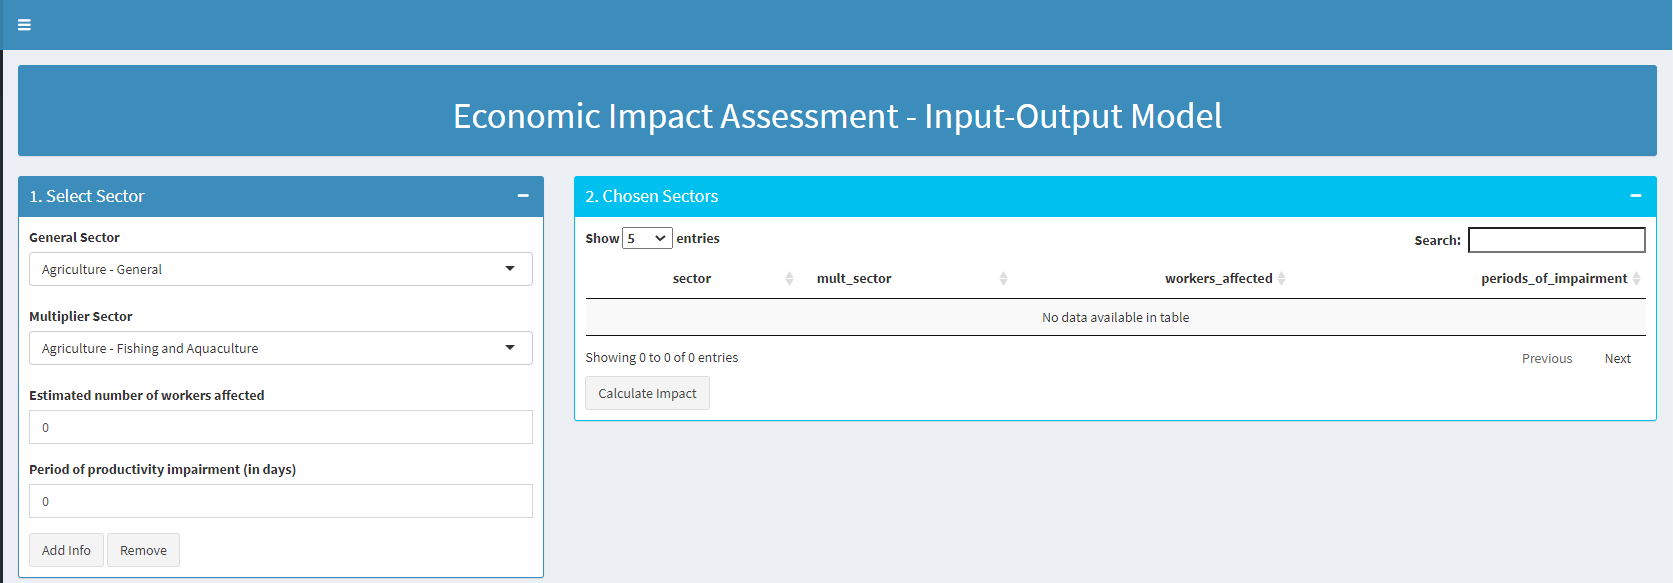 Economic Impact Assessment - Input-Output Model
1. Select Sector
General Sector
Agriculture - General
Multiplier Sector
Agriculture - Fishing and Aquaculture
Estimated number of workers affected
0
Period of productivity impairment (in days)
0
Add Info Remove
2. Chosen Sectors
Show 5 entries Search:
sector mult_sector workers_affected periods_of_impairment
No data available in table
Showing 0 to 0 of 0 entries Previous Next
Calculate Impact